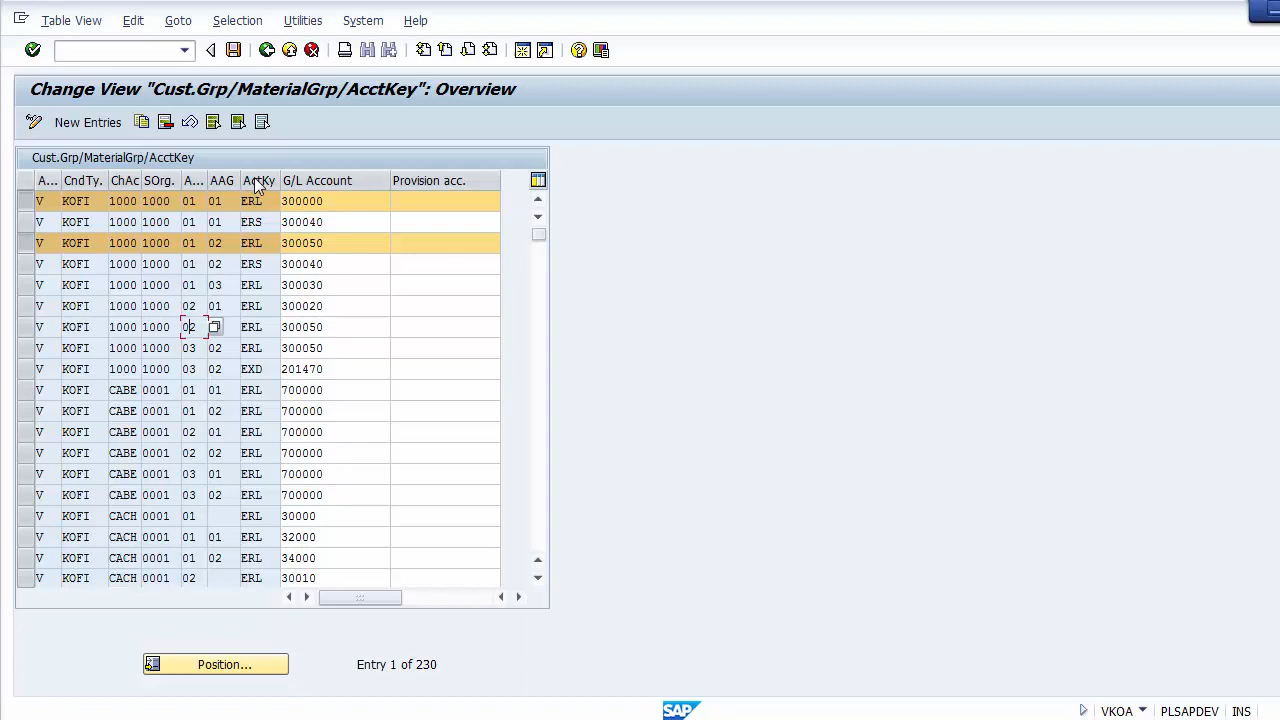 Table View Edit Goto Selection Utilities System Help
Change View "Cust.Grp/MaterialGrp/AcctKey": Overview
New Entries
Cust.Grp/MaterialGrp/AcctKey
A... CndTy. ChAc SOrg. A... AAG ActKy G/L Account Provision acc.
V KOFI 1000 1000 01 01 ERL 300000
V KOFI 1000 1000 01 01 ERS 300040
V KOFI 1000 1000 01 02 ERL 300050
V KOFI 1000 1000 01 02 ERS 300040
V KOFI 1000 1000 01 03 ERL 300030
V KOFI 1000 1000 02 01 ERL 300020
V KOFI 1000 1000 02 ERL 300050
V KOFI 1000 1000 03 02 ERL 300050
V KOFI 1000 1000 03 02 EXD 201470
V KOFI CABE 0001 01 01 ERL 700000
V KOFI CABE 0001 01 02 ERL 700000
V KOFI CABE 0001 02 01 ERL 700000
V KOFI CABE 0001 02 02 ERL 700000
V KOFI CABE 0001 03 01 ERL 700000
V KOFI CABE 0001 03 02 ERL 700000
V KOFI CACH 0001 01 ERL 30000
V KOFI CACH 0001 01 01 ERL 32000
V KOFI CACH 0001 01 02 ERL 34000
V KOFI CACH 0001 02 ERL 30010
Position... Entry 1 of 230
SAP VKOA PLSAPDEV INS